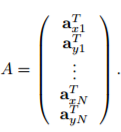 A = ( a_{x1}^T
a_{y1}^T
⋮
a_{xN}^T
a_{yN}^T ) .